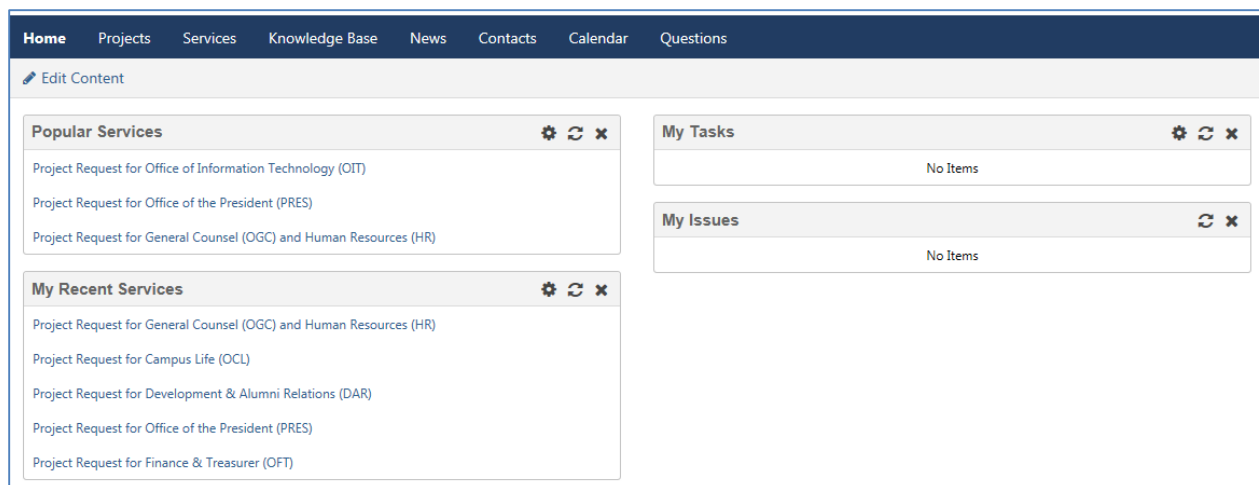 Home Projects Services Knowledge Base News Contacts Calendar Questions
Edit Content
Popular Services
Project Request for Office of Information Technology (OIT)
Project Request for Office of the President (PRES)
Project Request for General Counsel (OGC) and Human Resources (HR)
My Recent Services
Project Request for General Counsel (OGC) and Human Resources (HR)
Project Request for Campus Life (OCL)
Project Request for Development & Alumni Relations (DAR)
Project Request for Office of the President (PRES)
Project Request for Finance & Treasurer (OFT)
My Tasks
No Items
My Issues
No Items